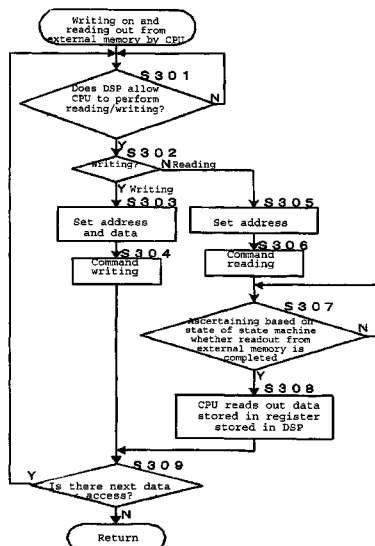 Writing on and
reading out from
external memory by CPU
S301
Does DSP allow
CPU to perform
reading/writing?
N
Y
S302
Writing?
N Reading
Y Writing
S303
Set address
and data
S305
Set address
S304
Command
writing
S306
Command
reading
S307
Ascertaining based on
state of state machine
whether readout from
external memory is
completed
N
Y
S308
CPU reads out data
stored in register
stored in DSP
S309
Y
Is there next data
access?
N
Return